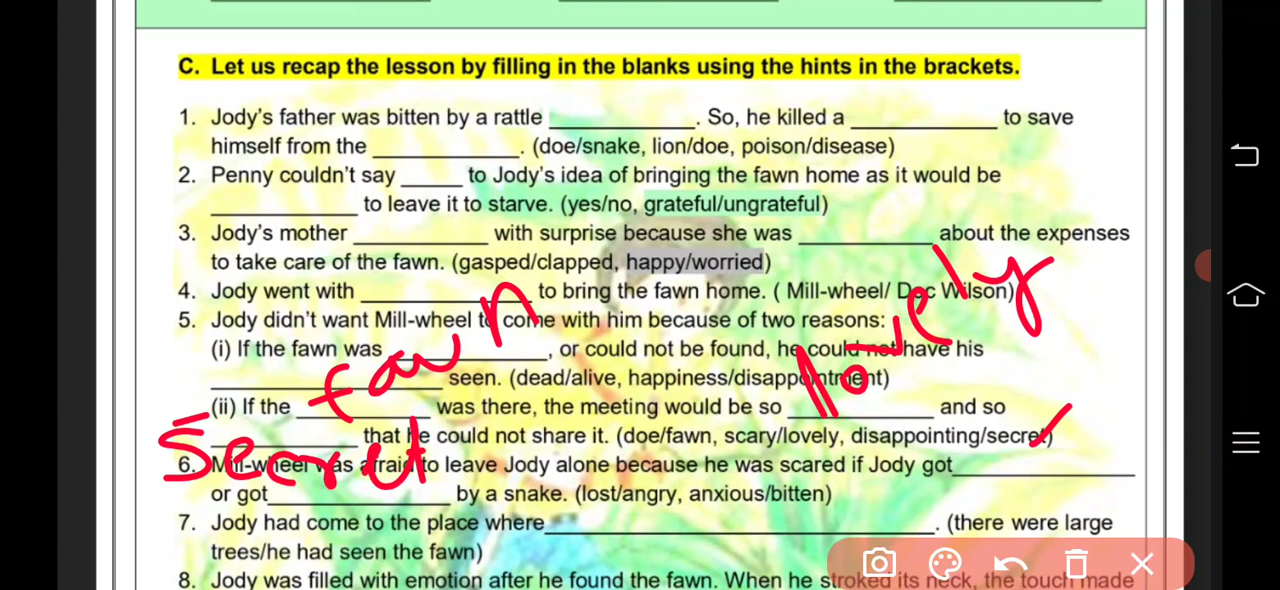 C. Let us recap the lesson by filling in the blanks using the hints in the brackets.
1. Jody's father was bitten by a rattle ____________. So, he killed a ____________ to save
himself from the ____________. (doe/snake, lion/doe, poison/disease)
2. Penny couldn't say _____ to Jody's idea of bringing the fawn home as it would be
____________ to leave it to starve. (yes/no, grateful/ungrateful)
3. Jody's mother ___________ with surprise because she was ___________ about the expenses
to take care of the fawn. (gasped/clapped, happy/worried)
4. Jody went with ______________ to bring the fawn home. ( Mill-wheel/ Doc Wilson)
5. Jody didn't want Mill-wheel to come with him because of two reasons:
(i) If the fawn was _____________, or could not be found, he could not have his
___________________ seen. (dead/alive, happiness/disappointment)
(ii) If the ___________ was there, the meeting would be so ____________ and so
____________ that he could not share it. (doe/fawn, scary/lovely, disappointing/secret)
fawn
lovely
secret
6. Mill-wheel was afraid to leave Jody alone because he was scared if Jody got_______________
or got_______________ by a snake. (lost/angry, anxious/bitten)
7. Jody had come to the place where________________________________. (there were large
trees/he had seen the fawn)
8. Jody was filled with emotion after he found the fawn. When he stroked its neck, the touch made